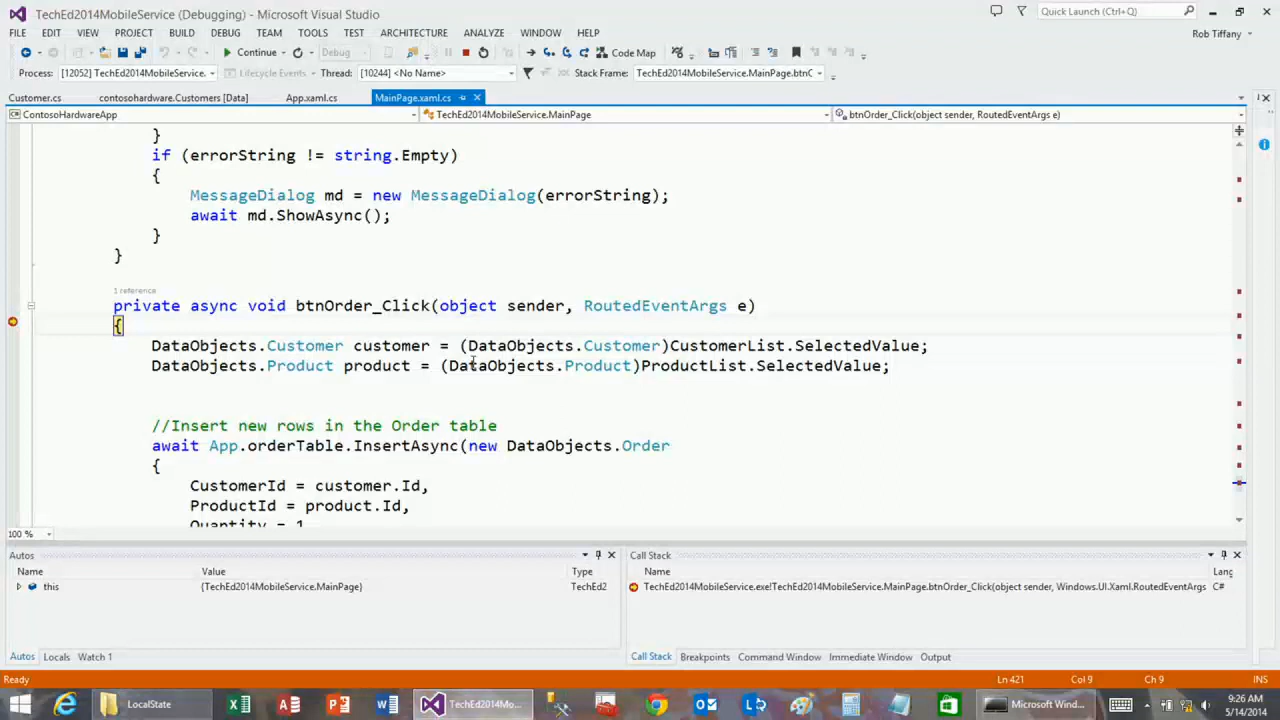 TechEd2014MobileService (Debugging) - Microsoft Visual Studio
Quick Launch (Ctrl+Q)
FILE EDIT VIEW PROJECT BUILD DEBUG TEAM TOOLS TEST ARCHITECTURE ANALYZE WINDOW HELP
Rob Tiffany
Continue Debug Code Map
Process: [12052] TechEd2014MobileService. Lifecycle Events Thread: [10244] <No Name> Stack Frame: TechEd2014MobileService.MainPage.btnC
Customer.cs contosohardware.Customers [Data] App.xaml.cs MainPage.xaml.cs
ContosoHardwareApp TechEd2014MobileService.MainPage btnOrder_Click(object sender, RoutedEventArgs e)
}
if (errorString != string.Empty)
{
MessageDialog md = new MessageDialog(errorString);
await md.ShowAsync();
}
}
1 reference
private async void btnOrder_Click(object sender, RoutedEventArgs e)
{
DataObjects.Customer customer = (DataObjects.Customer)CustomerList.SelectedValue;
DataObjects.Product product = (DataObjects.Product)ProductList.SelectedValue;
//Insert new rows in the Order table
await App.orderTable.InsertAsync(new DataObjects.Order
{
CustomerId = customer.Id,
ProductId = product.Id,
Quantity = 1
100 %
Autos
Name Value Type
this {TechEd2014MobileService.MainPage} TechEd2
Autos Locals Watch 1
Call Stack
Name Lang
TechEd2014MobileService.exe!TechEd2014MobileService.MainPage.btnOrder_Click(object sender, Windows.UI.Xaml.RoutedEventArgs C#
Call Stack Breakpoints Command Window Immediate Window Output
Ready Ln 421 Col 9 Ch 9 INS
LocalState TechEd2014Mo... Microsoft Wind...
9:26 AM
5/14/2014